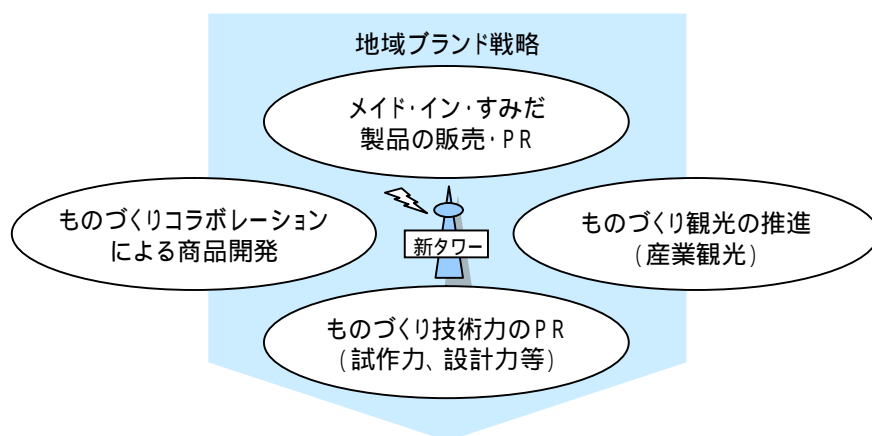 地域ブランド戦略
メイド・イン・すみだ
製品の販売・PR
ものづくりコラボレーション
による商品開発
新タワー
ものづくり観光の推進
(産業観光)
ものづくり技術力のPR
(試作力、設計力等)